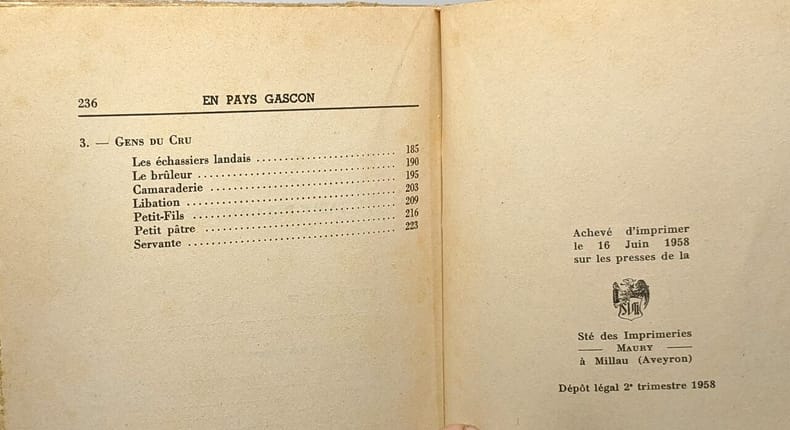 236 EN PAYS GASCON
3. — GENS DU CRU
Les échassiers landais 185
Le brûleur 190
Camaraderie 195
Libation 203
Petit-Fils 209
Petit pâtre 216
Servante 223
Achevé d'imprimer
le 16 Juin 1958
sur les presses de la
Sté des Imprimeries
— MAURY —
à Millau (Aveyron)
Dépôt légal 2e trimestre 1958